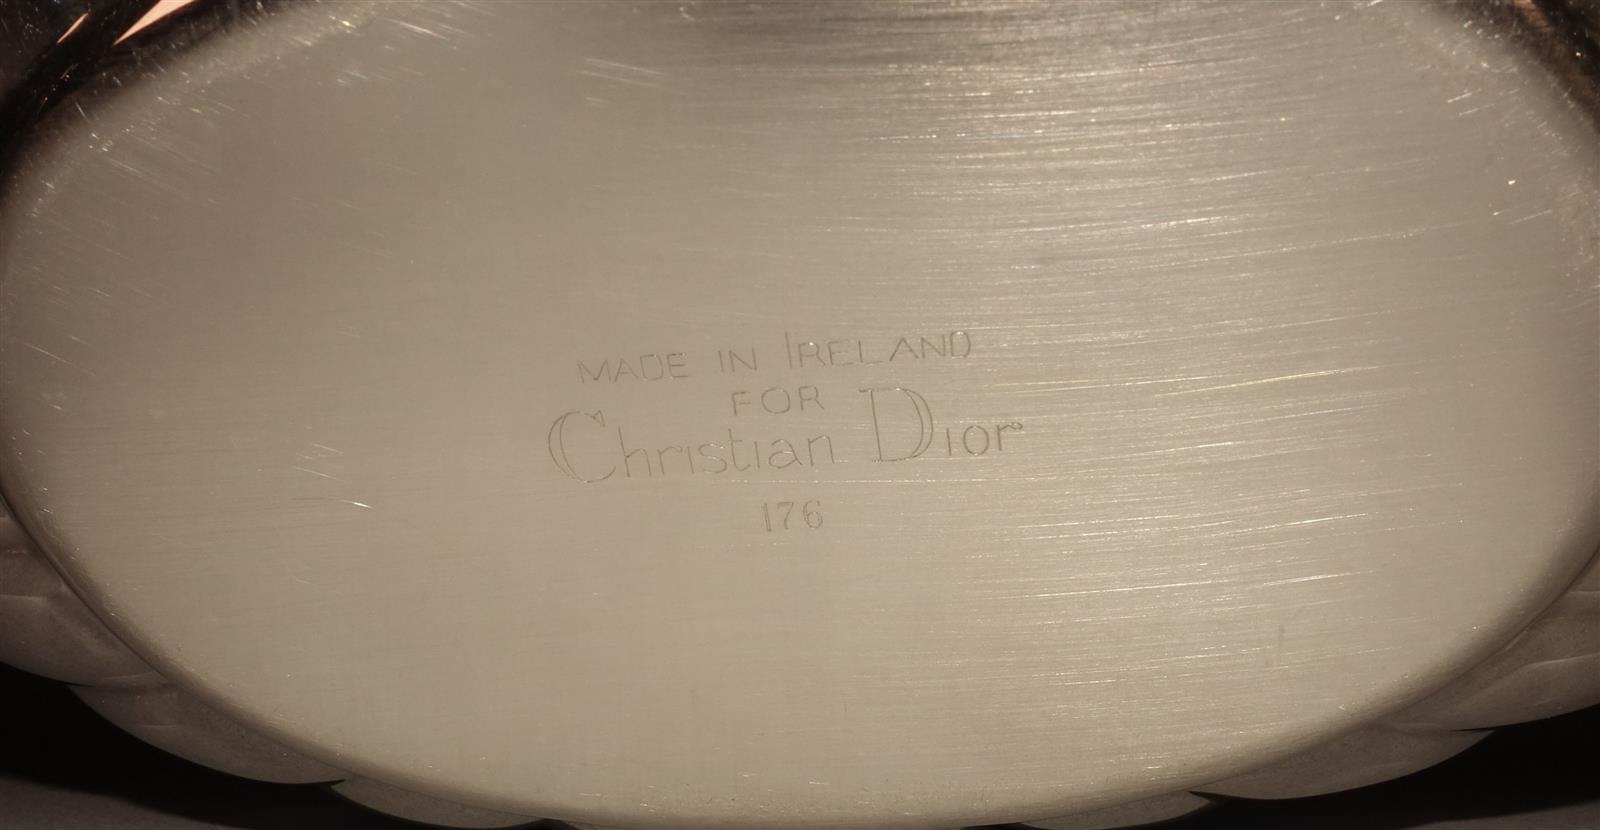 MADE IN IRELAND
FOR
Christian Dior
176